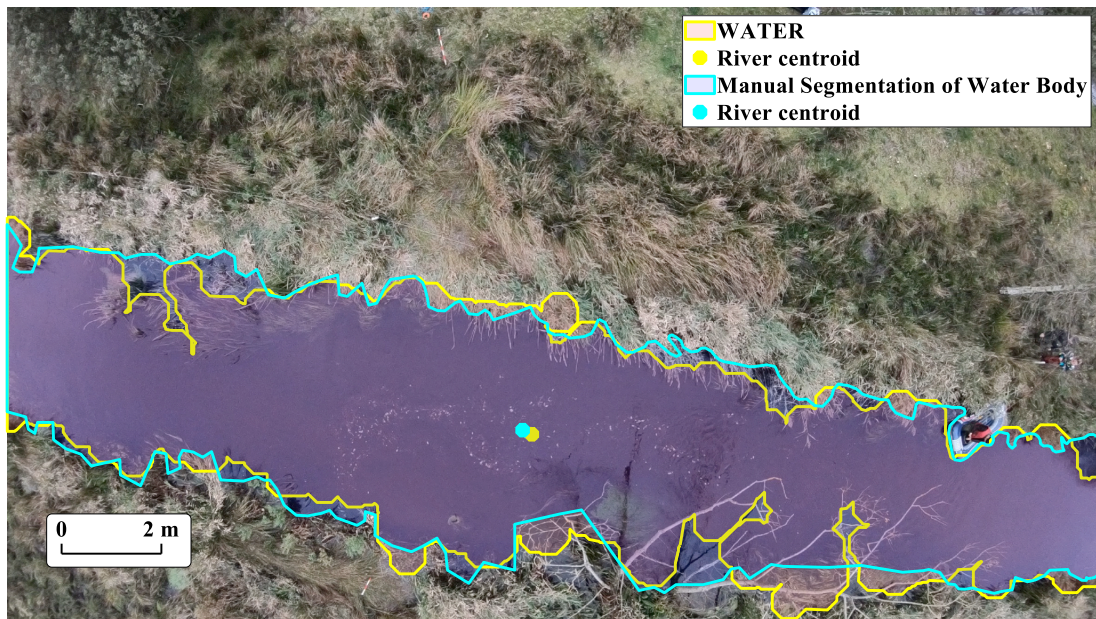 WATER
River centroid
Manual Segmentation of Water Body
River centroid
0 2 m